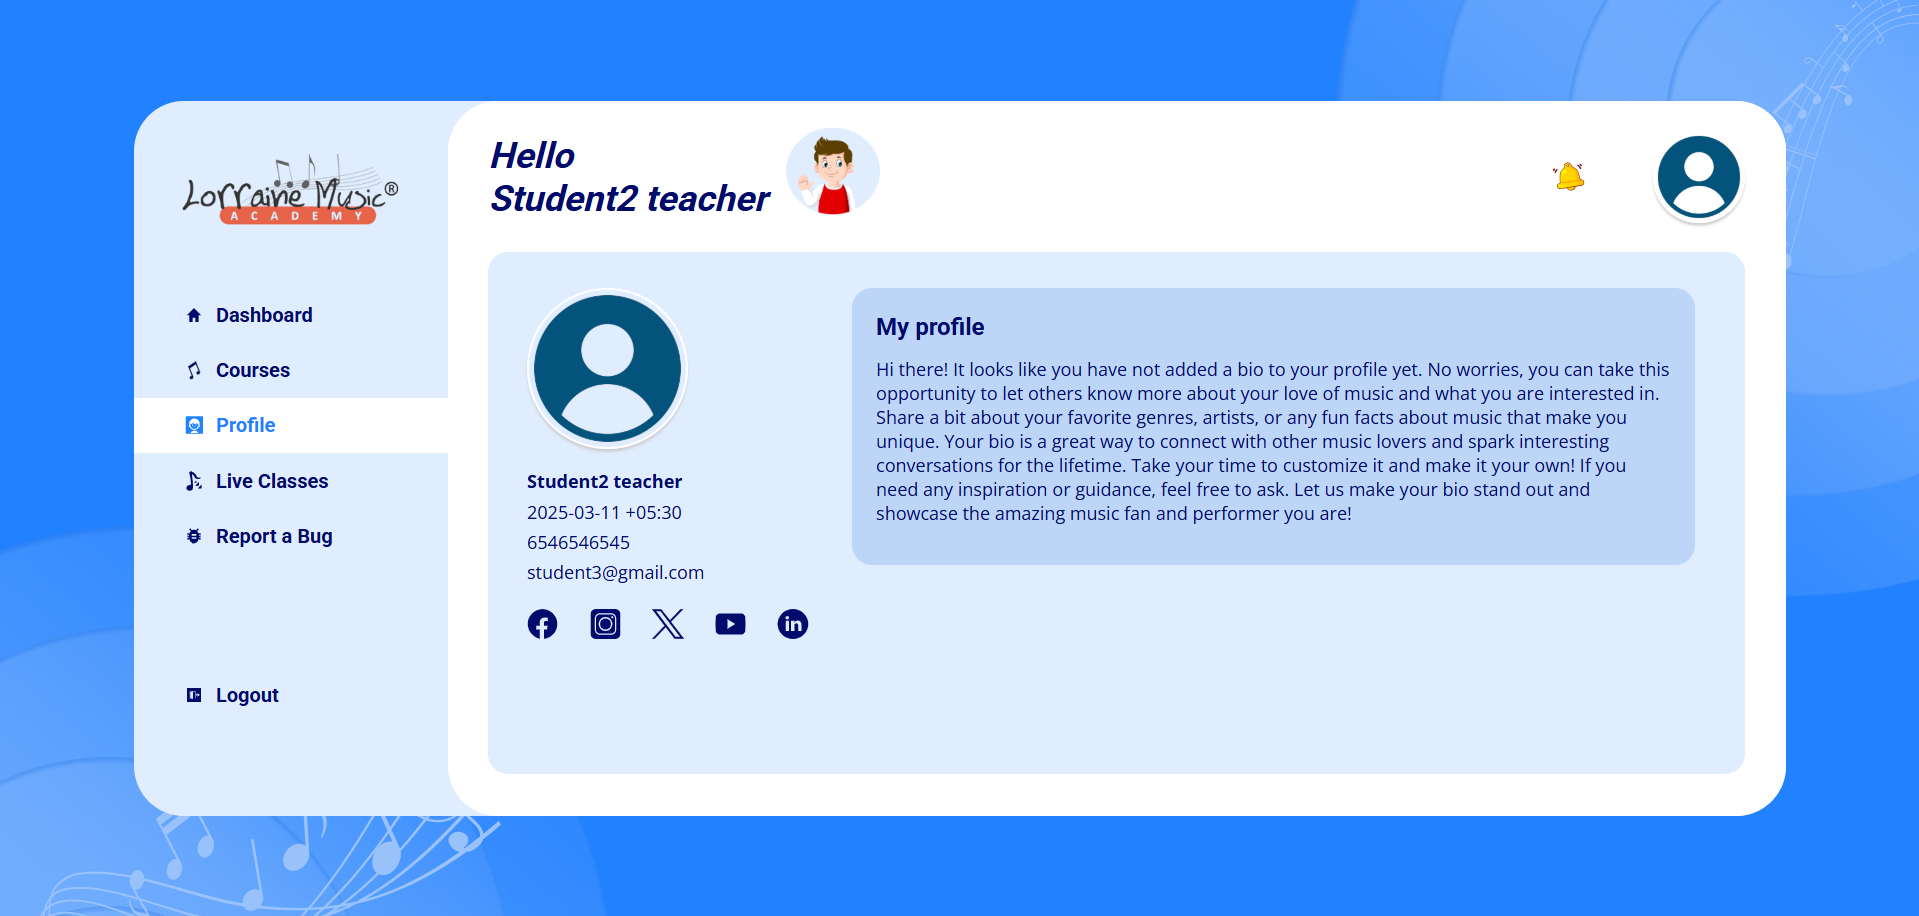 Lorraine Music®
ACADEMY
Dashboard
Courses
Profile
Live Classes
Report a Bug
Logout
Hello
Student2 teacher
Student2 teacher
2025-03-11 +05:30
6546546545
student3@gmail.com
My profile
Hi there! It looks like you have not added a bio to your profile yet. No worries, you can take this
opportunity to let others know more about your love of music and what you are interested in.
Share a bit about your favorite genres, artists, or any fun facts about music that make you
unique. Your bio is a great way to connect with other music lovers and spark interesting
conversations for the lifetime. Take your time to customize it and make it your own! If you
need any inspiration or guidance, feel free to ask. Let us make your bio stand out and
showcase the amazing music fan and performer you are!